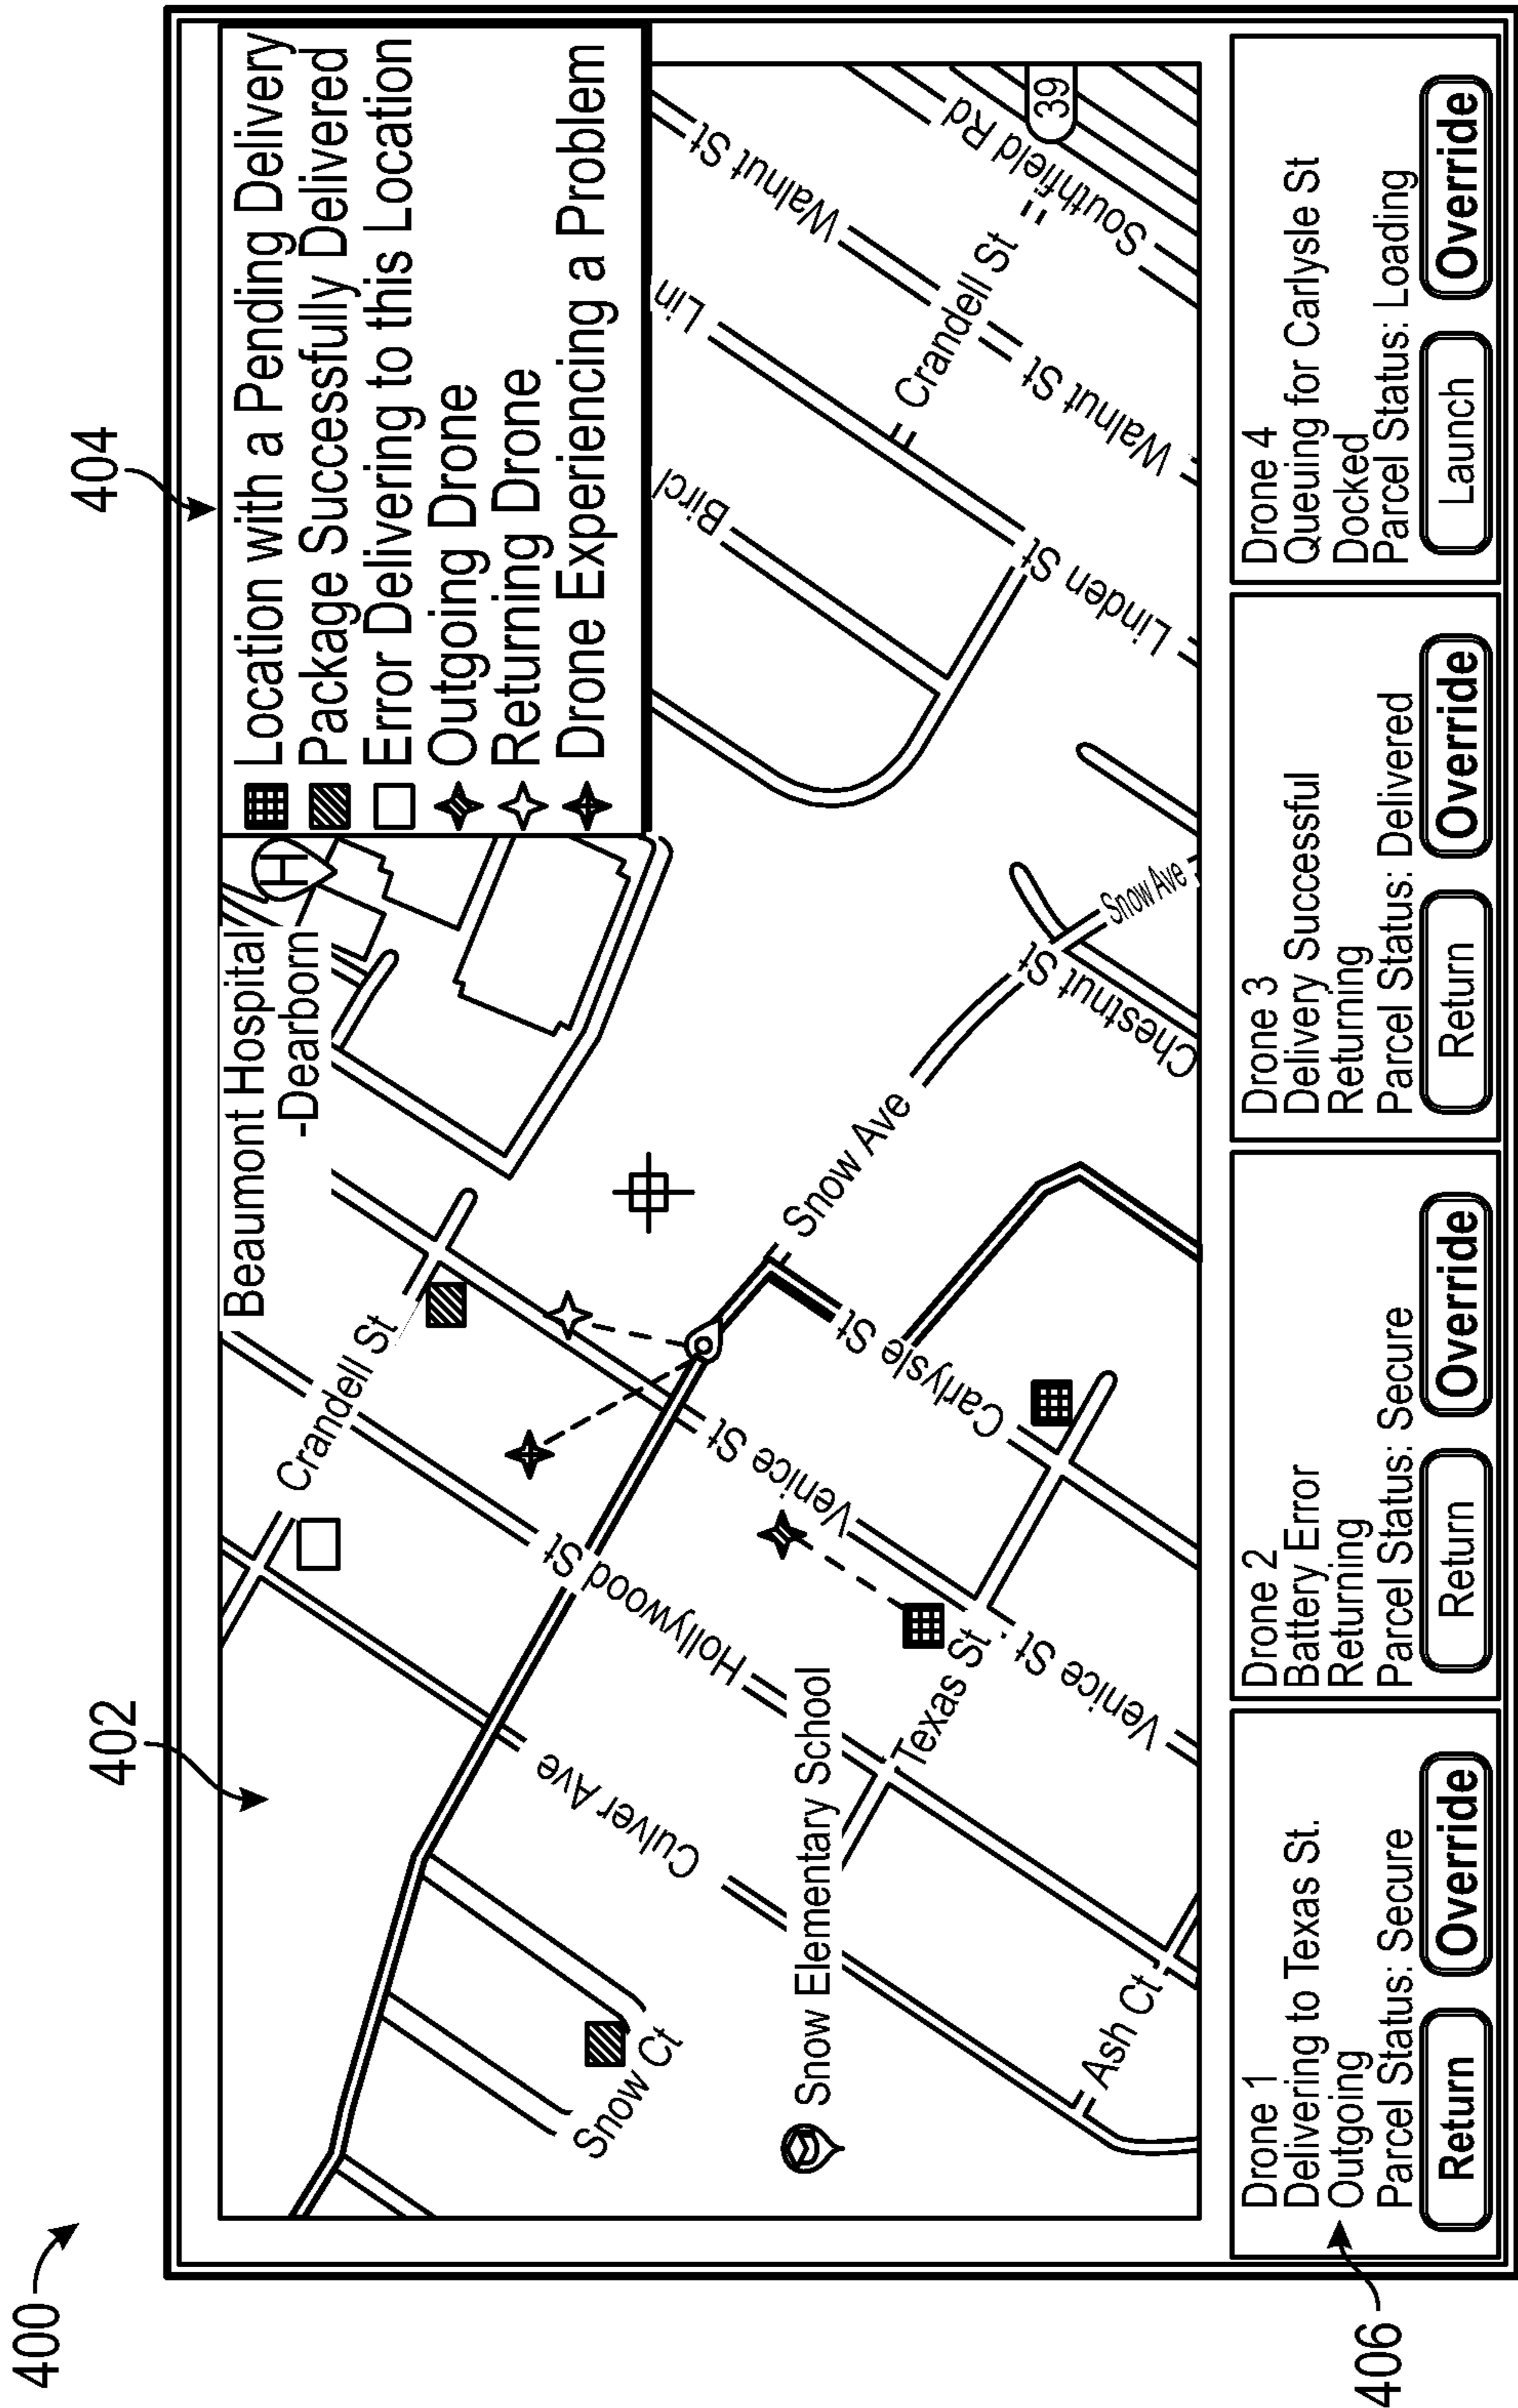 400
402
404
Beaumont Hospital
-Dearborn
H
Location with a Pending Delivery
Package Successfully Delivered
Error Delivering to this Location
Outgoing Drone
Returning Drone
Drone Experiencing a Problem
Crandell St
Snow Ct
Culver Ave
Hollywood St
Snow Elementary School
Texas St
Venice St
Venice St
Carlysle St
Snow Ave
Snow Ave
Chestnut St
Ash Ct
Bircl
Lin
Linden St
Crandell St
Walnut St
Walnut St
Southfield Rd
39
406
Drone 1
Delivering to Texas St.
Outgoing
Parcel Status: Secure
Return
Override
Drone 2
Battery Error
Returning
Parcel Status: Secure
Return
Override
Drone 3
Delivery Successful
Returning
Parcel Status: Delivered
Return
Override
Drone 4
Queuing for Carlysle St
Docked
Parcel Status: Loading
Launch
Override